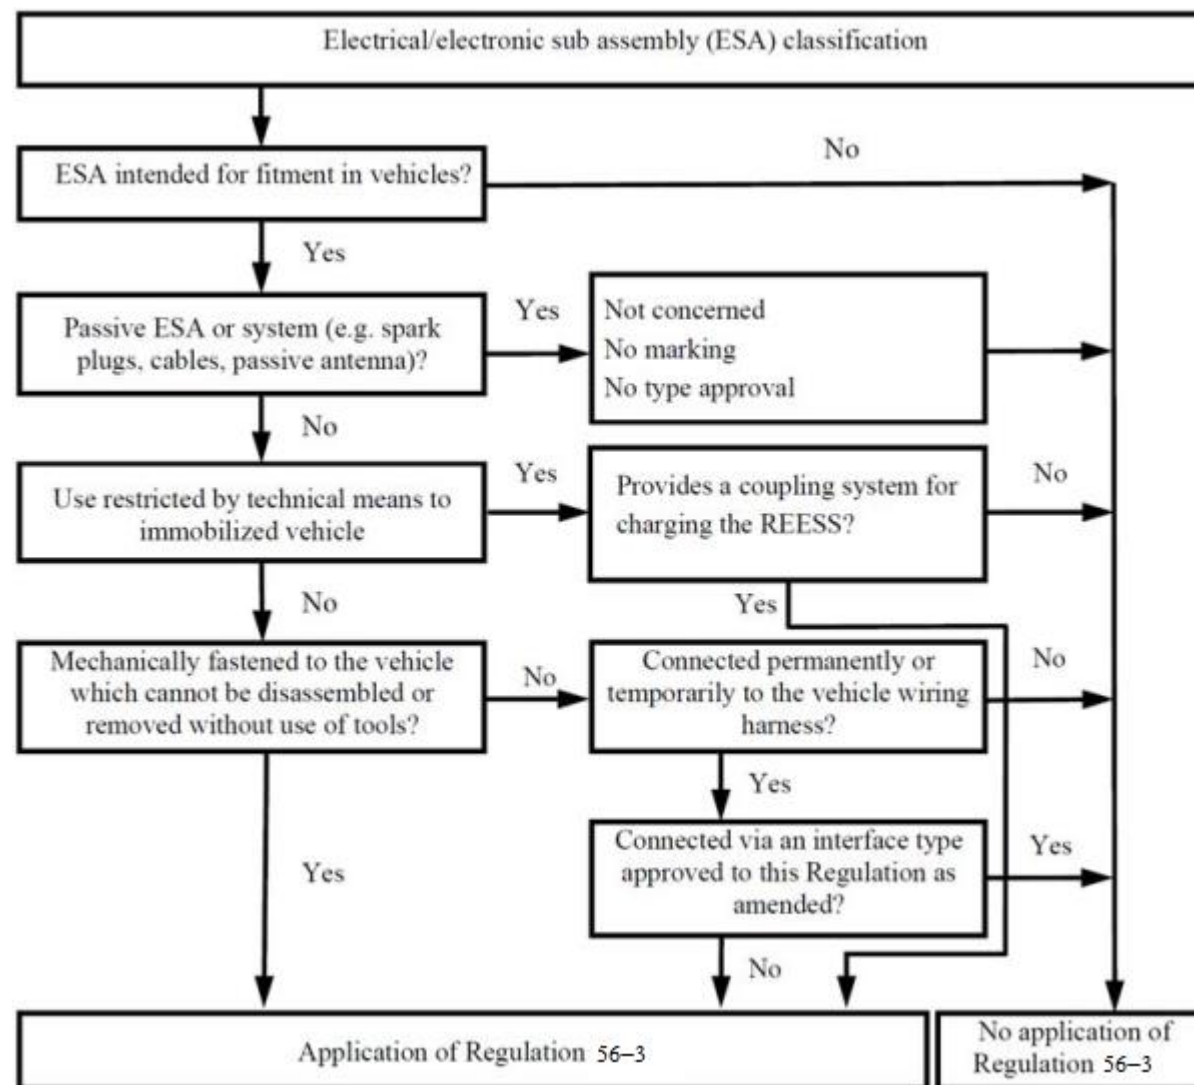 Electrical/electronic sub assembly (ESA) classification
No
ESA intended for fitment in vehicles?
Yes
Passive ESA or system (e.g. spark
plugs, cables, passive antenna)?
Yes
Not concerned
No marking
No type approval
No
Use restricted by technical means to
immobilized vehicle
Yes
Provides a coupling system for
charging the REESS?
No
Yes
No
Mechanically fastened to the vehicle
which cannot be disassembled or
removed without use of tools?
No
Connected permanently or
temporarily to the vehicle wiring
harness?
No
Yes
Connected via an interface type
approved to this Regulation as
amended?
Yes
Yes
No
Application of Regulation 56–3
No application of
Regulation 56–3